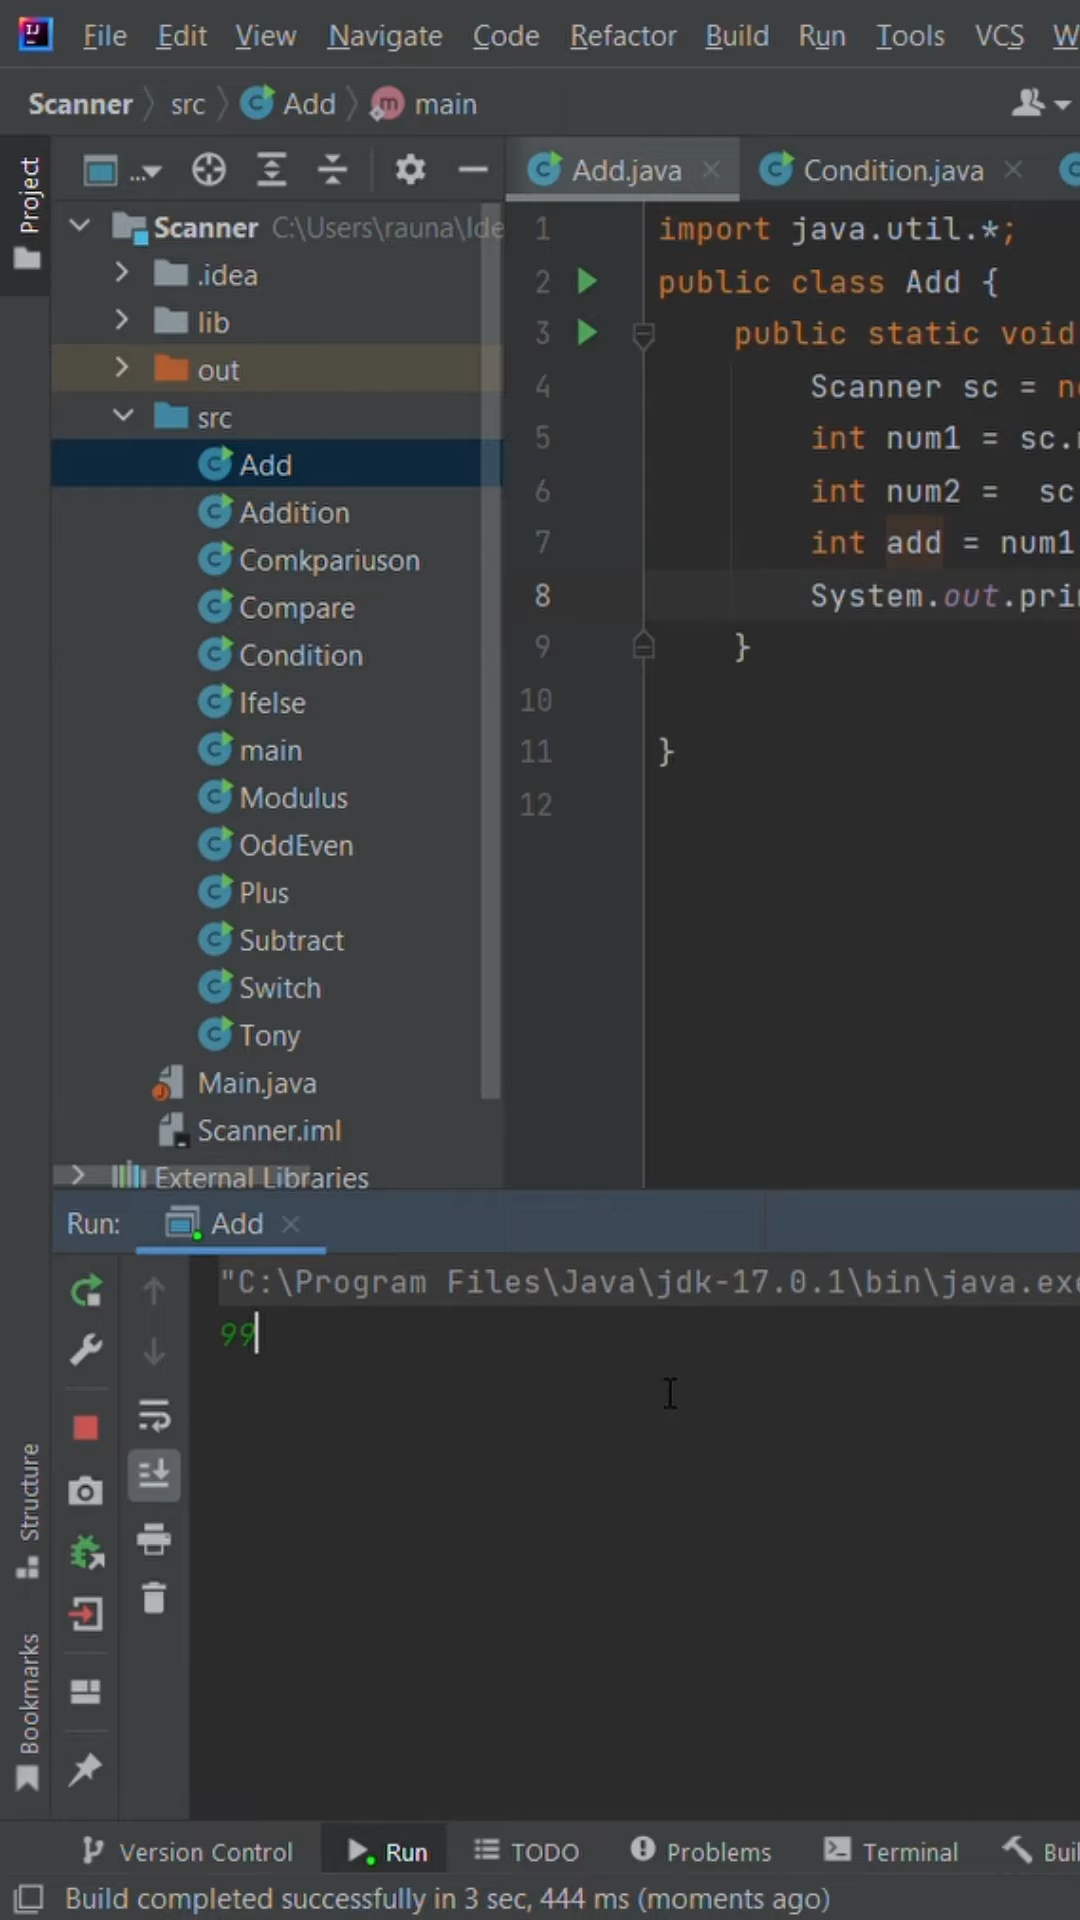 File Edit View Navigate Code Refactor Build Run Tools VCS
Scanner src Add main
Project
Add.java Condition.java
Scanner C:\Users\rauna\Ide
.idea
lib
out
src
Add
Addition
Comkpariuson
Compare
Condition
Ifelse
main
Modulus
OddEven
Plus
Subtract
Switch
Tony
Main.java
Scanner.iml
External Libraries
1 import java.util.*;
2 public class Add {
3 public static void
4 Scanner sc = ne
5 int num1 = sc.
6 int num2 = sc
7 int add = num1
8 System.out.prin
9 }
10
11 }
12
Run: Add
"C:\Program Files\Java\jdk-17.0.1\bin\java.exe
99
Structure
Bookmarks
Version Control Run TODO Problems Terminal Buil
Build completed successfully in 3 sec, 444 ms (moments ago)